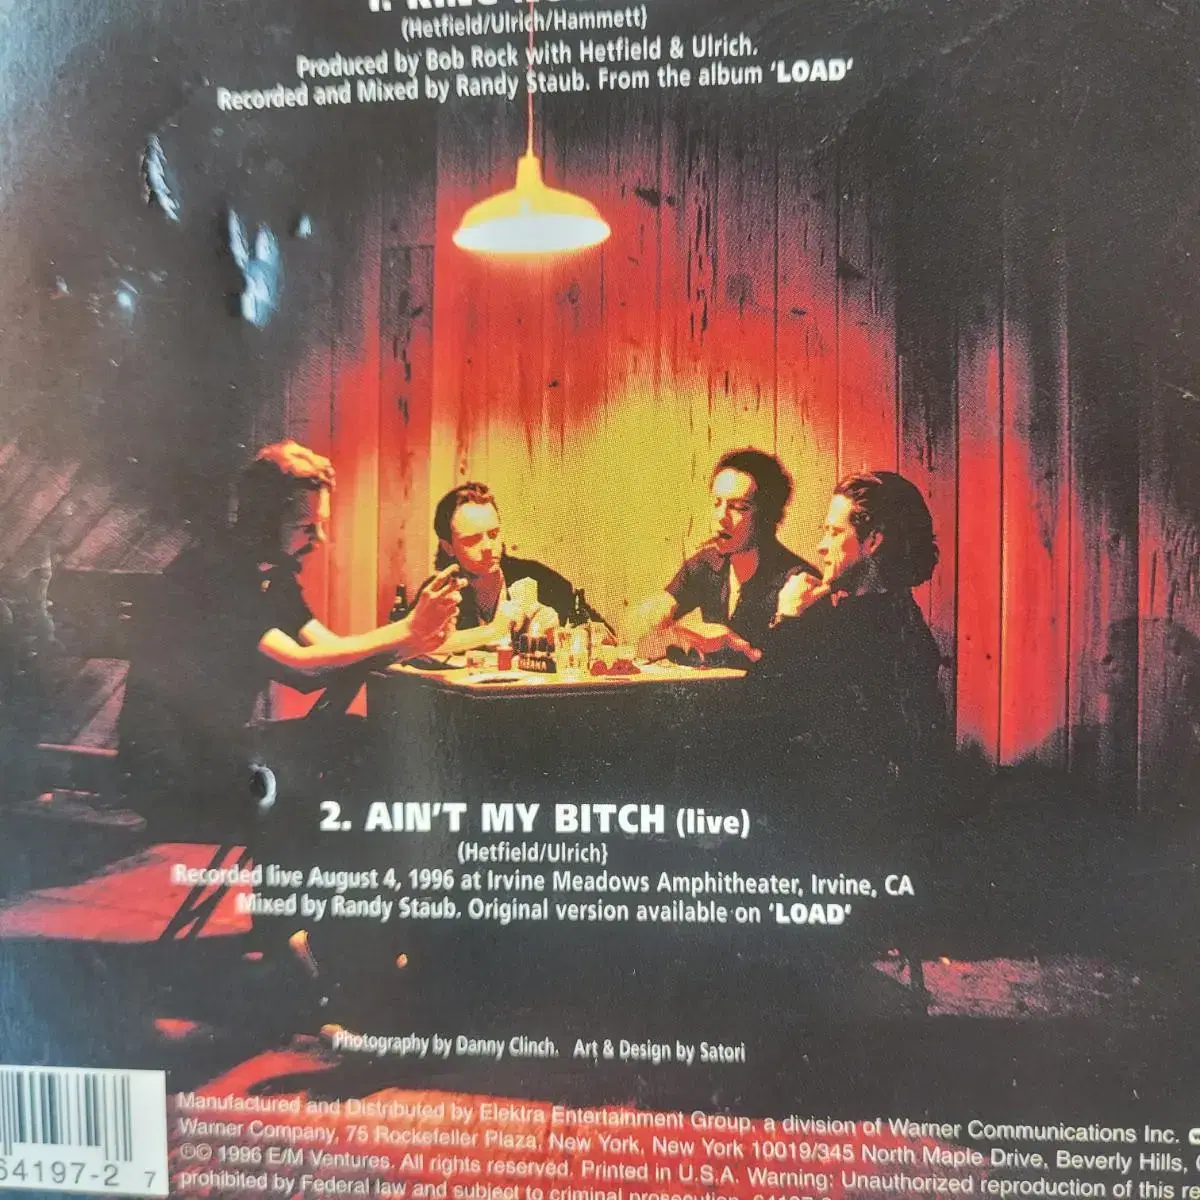 1. KING NO
(Hetfield/Ulrich/Hammett)
Produced by Bob Rock with Hetfield & Ulrich.
Recorded and Mixed by Randy Staub. From the album 'LOAD'
2. AIN'T MY BITCH (live)
(Hetfield/Ulrich)
Recorded live August 4, 1996 at Irvine Meadows Amphitheater, Irvine, CA
Mixed by Randy Staub. Original version available on 'LOAD'
Photography by Danny Clinch. Art & Design by Satori
Manufactured and Distributed by Elektra Entertainment Group, a division of Warner Communications Inc.
Warner Company, 75 Rockefeller Plaza, New York, New York 10019/345 North Maple Drive, Beverly Hills,
℗© 1996 E/M Ventures. All rights reserved. Printed in U.S.A. Warning: Unauthorized reproduction of this
prohibited by Federal law and subject to criminal prosecution.
64197-2 7